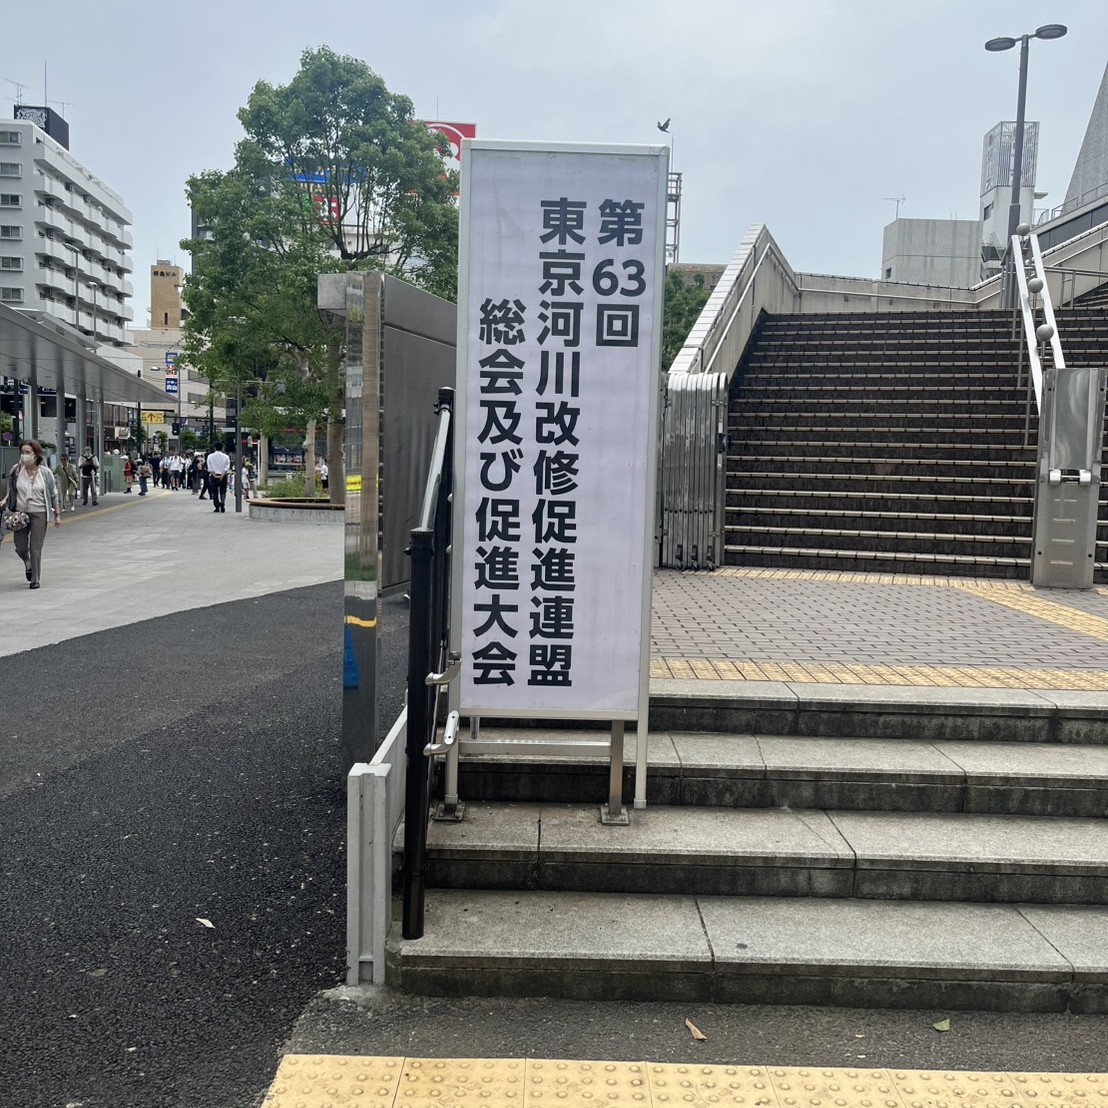 第63回
東京河川改修促進連盟
総会及び促進大会